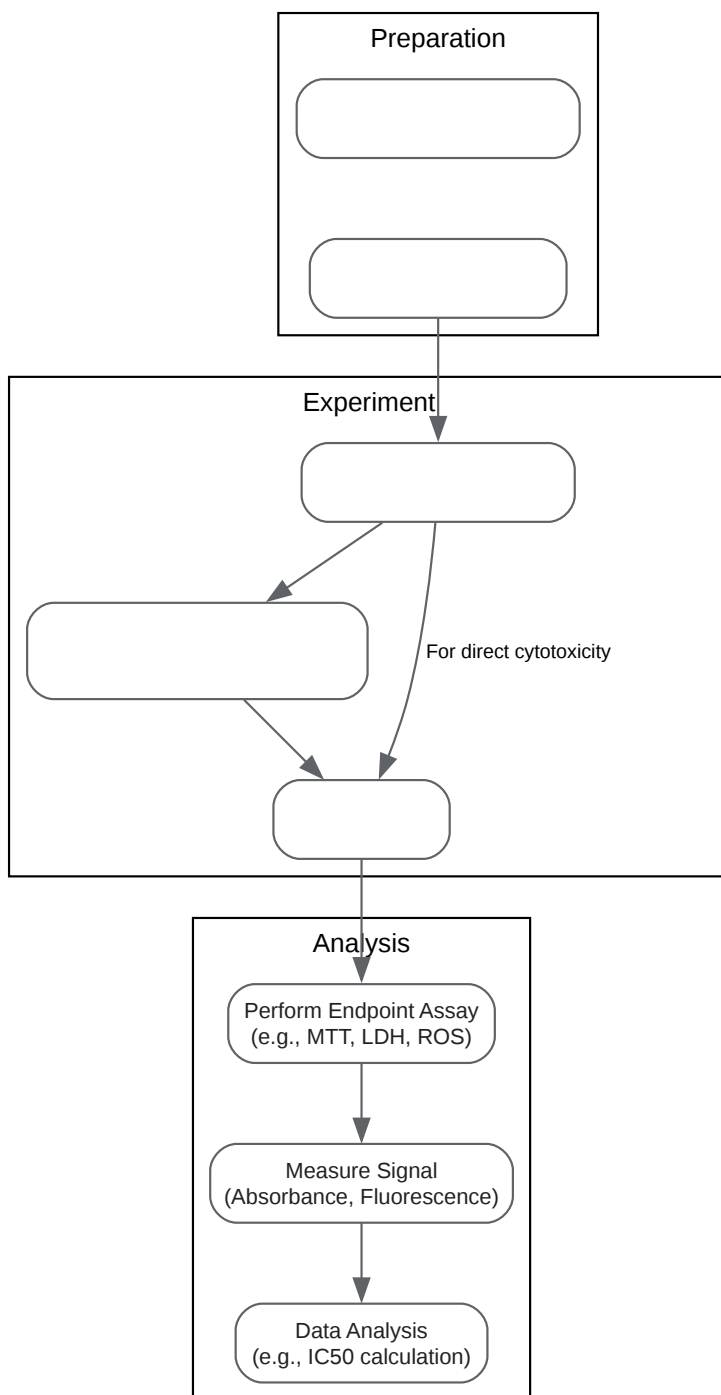 Preparation
Experiment
For direct cytotoxicity
Analysis
Perform Endpoint Assay
(e.g., MTT, LDH, ROS)
Measure Signal
(Absorbance, Fluorescence)
Data Analysis
(e.g., IC50 calculation)